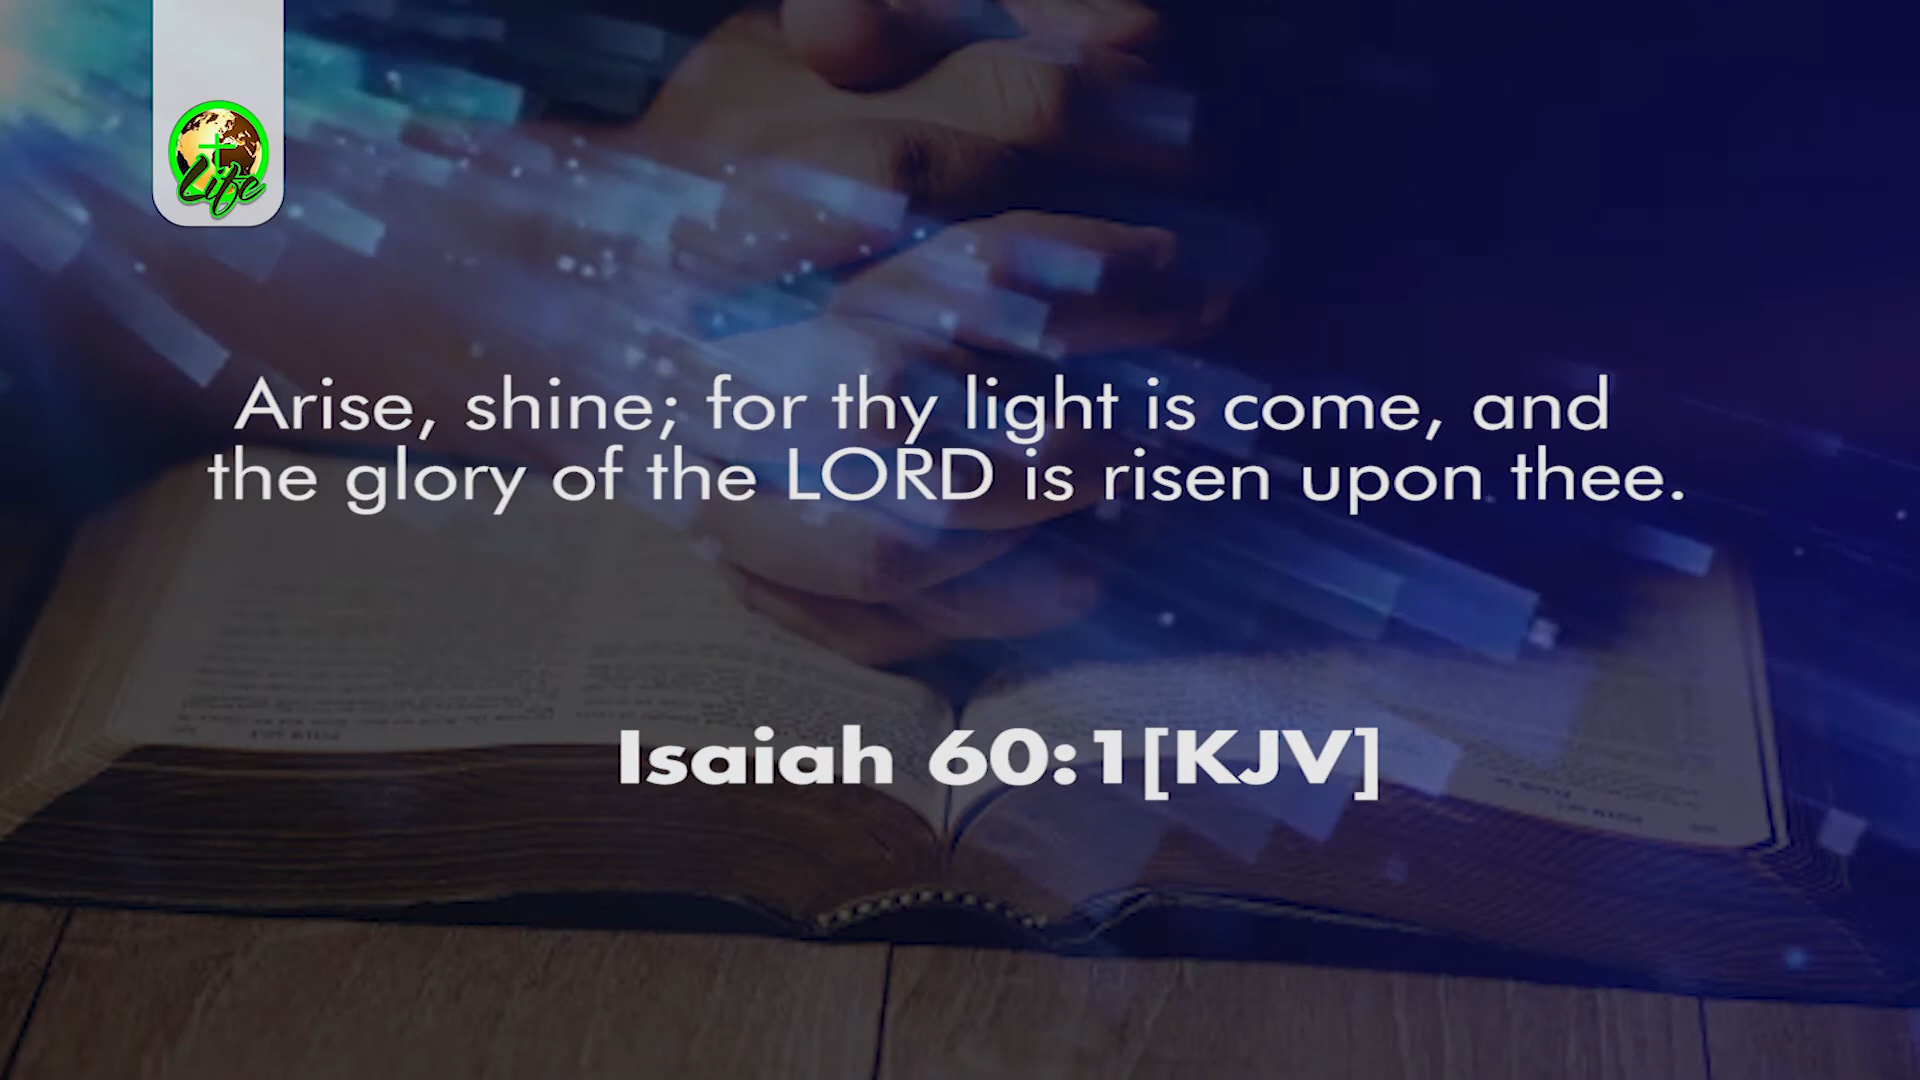 Life
Arise, shine; for thy light is come, and
the glory of the LORD is risen upon thee.
Isaiah 60:1[KJV]